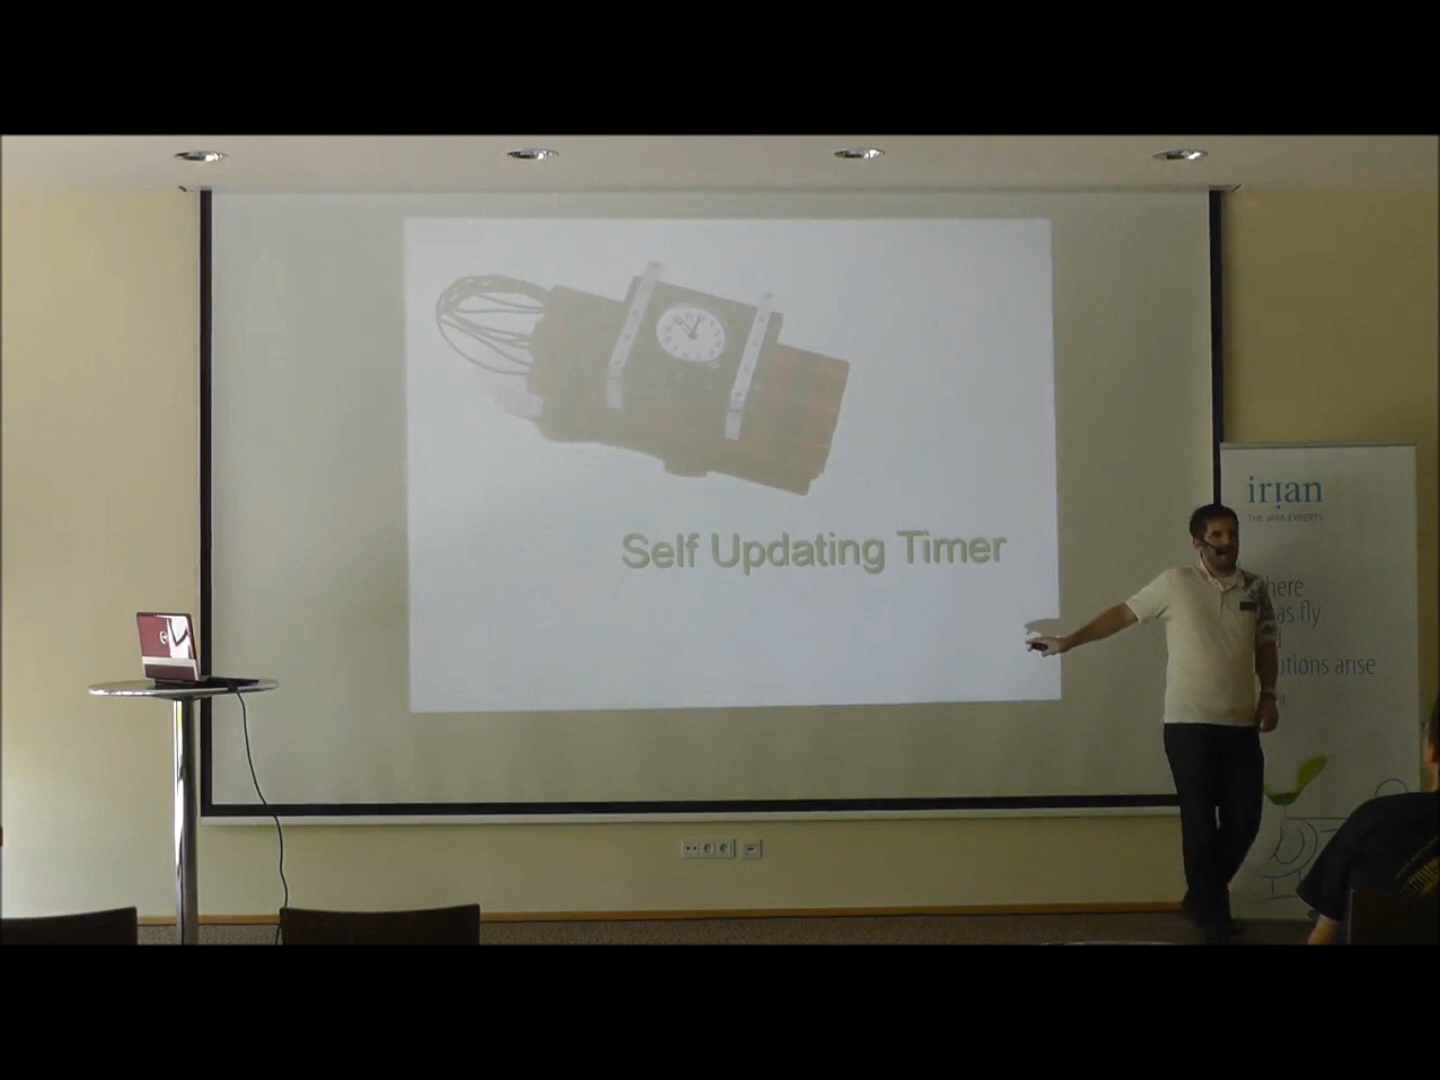 Self Updating Timer
irian
THE JAVA EXPERTS
here
as fly
utions arise